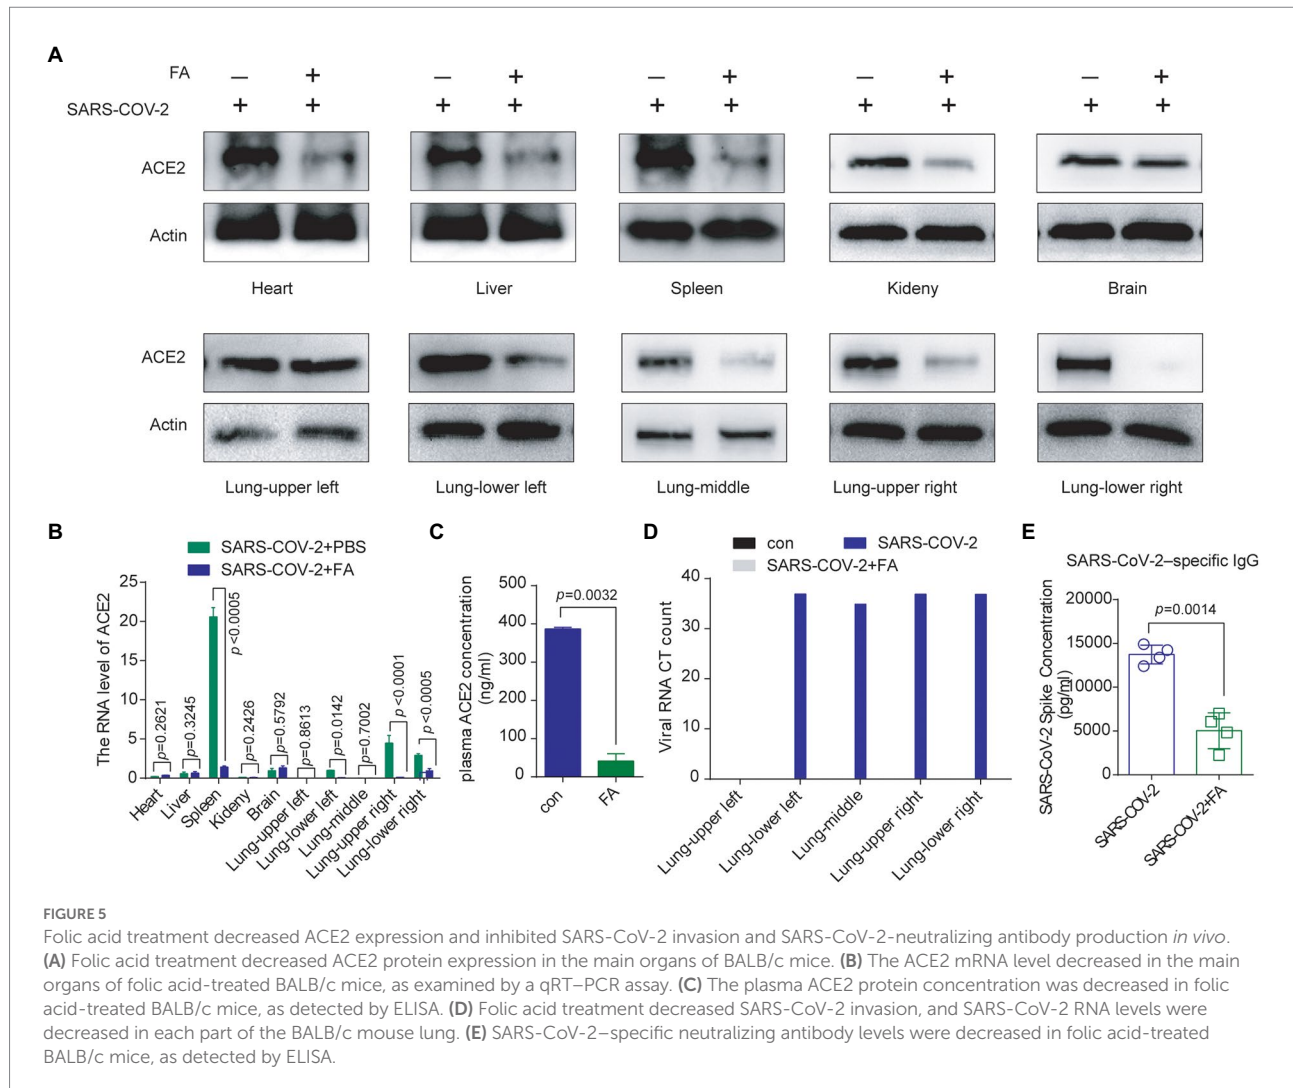 A
FA — + — + — + — + — +
SARS-COV-2 + + + + + + + + + +
ACE2
Actin
Heart Liver Spleen Kideny Brain
ACE2
Actin
Lung-upper left Lung-lower left Lung-middle Lung-upper right Lung-lower right
B
SARS-COV-2+PBS
SARS-COV-2+FA
The RNA level of ACE2
25
20
15
10
5
0
p=0.2621
p=0.3245
p<0.0005
p=0.2426
p=0.5792
p=0.8613
p=0.0142
p=0.7002
p<0.0001
p<0.0005
Heart
Liver
Spleen
Kideny
Brain
Lung-upper left
Lung-lower left
Lung-middle
Lung-upper right
Lung-lower right
C
plasma ACE2 concentration
(ng/ml)
500
400
300
200
100
0
p=0.0032
con
FA
D
con SARS-COV-2
SARS-COV-2+FA
Viral RNA CT count
40
30
20
10
0
Lung-upper left
Lung-lower left
Lung-middle
Lung-upper right
Lung-lower right
E
SARS-CoV-2–specific IgG
SARS-CoV-2 Spike Concentration
(pg/ml)
20000
15000
10000
5000
0
p=0.0014
SARS-COV-2
SARS-COV-2+FA
FIGURE 5
Folic acid treatment decreased ACE2 expression and inhibited SARS-CoV-2 invasion and SARS-CoV-2-neutralizing antibody production in vivo.
(A) Folic acid treatment decreased ACE2 protein expression in the main organs of BALB/c mice. (B) The ACE2 mRNA level decreased in the main
organs of folic acid-treated BALB/c mice, as examined by a qRT–PCR assay. (C) The plasma ACE2 protein concentration was decreased in folic
acid-treated BALB/c mice, as detected by ELISA. (D) Folic acid treatment decreased SARS-CoV-2 invasion, and SARS-CoV-2 RNA levels were
decreased in each part of the BALB/c mouse lung. (E) SARS-CoV-2–specific neutralizing antibody levels were decreased in folic acid-treated
BALB/c mice, as detected by ELISA.